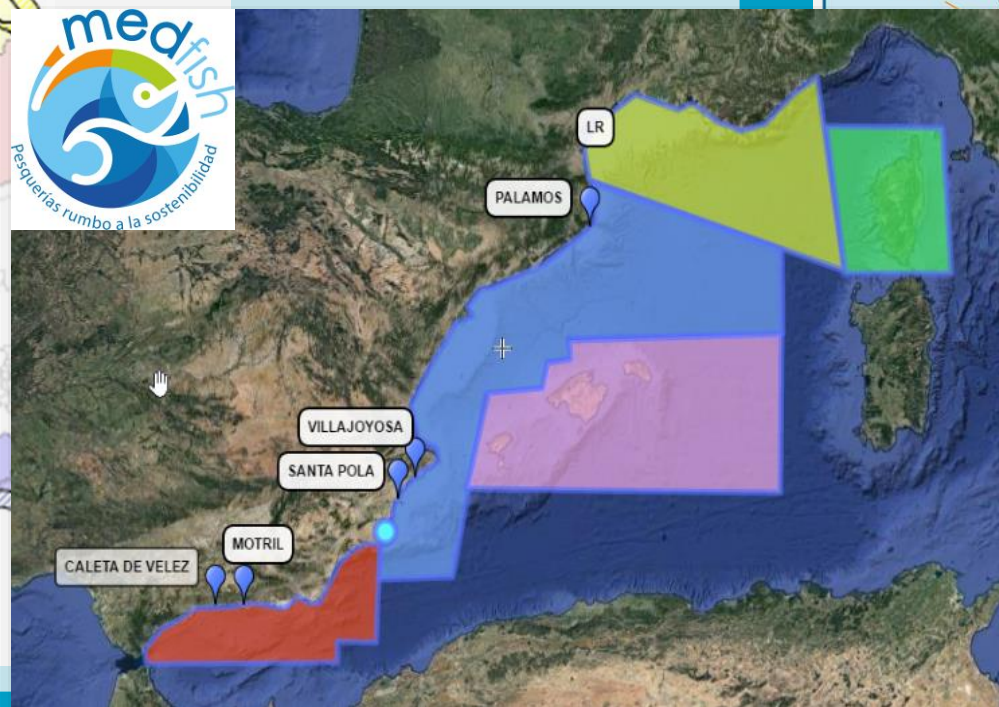 medfish
Pesquerías rumbo a la sostenibilidad
LR
PALAMOS
VILLAJOYOSA
SANTA POLA
MOTRIL
CALETA DE VELEZ